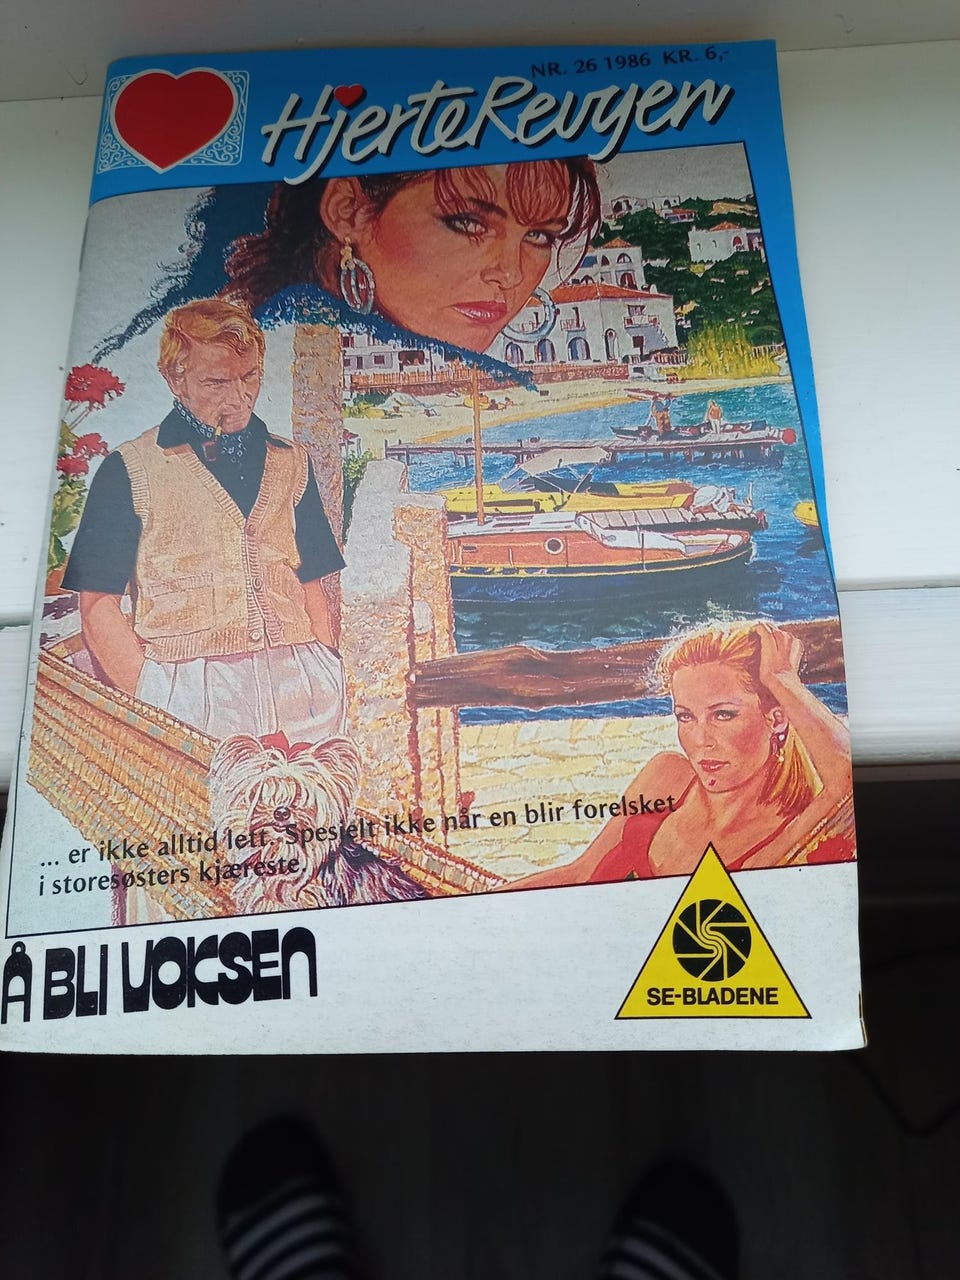 NR. 26 1986 KR. 6,-
HjerteRevyen
... er ikke alltid lett. Spesielt ikke når en blir forelsket
i storesøsters kjæreste.
Å BLI VOKSEN
SE-BLADENE